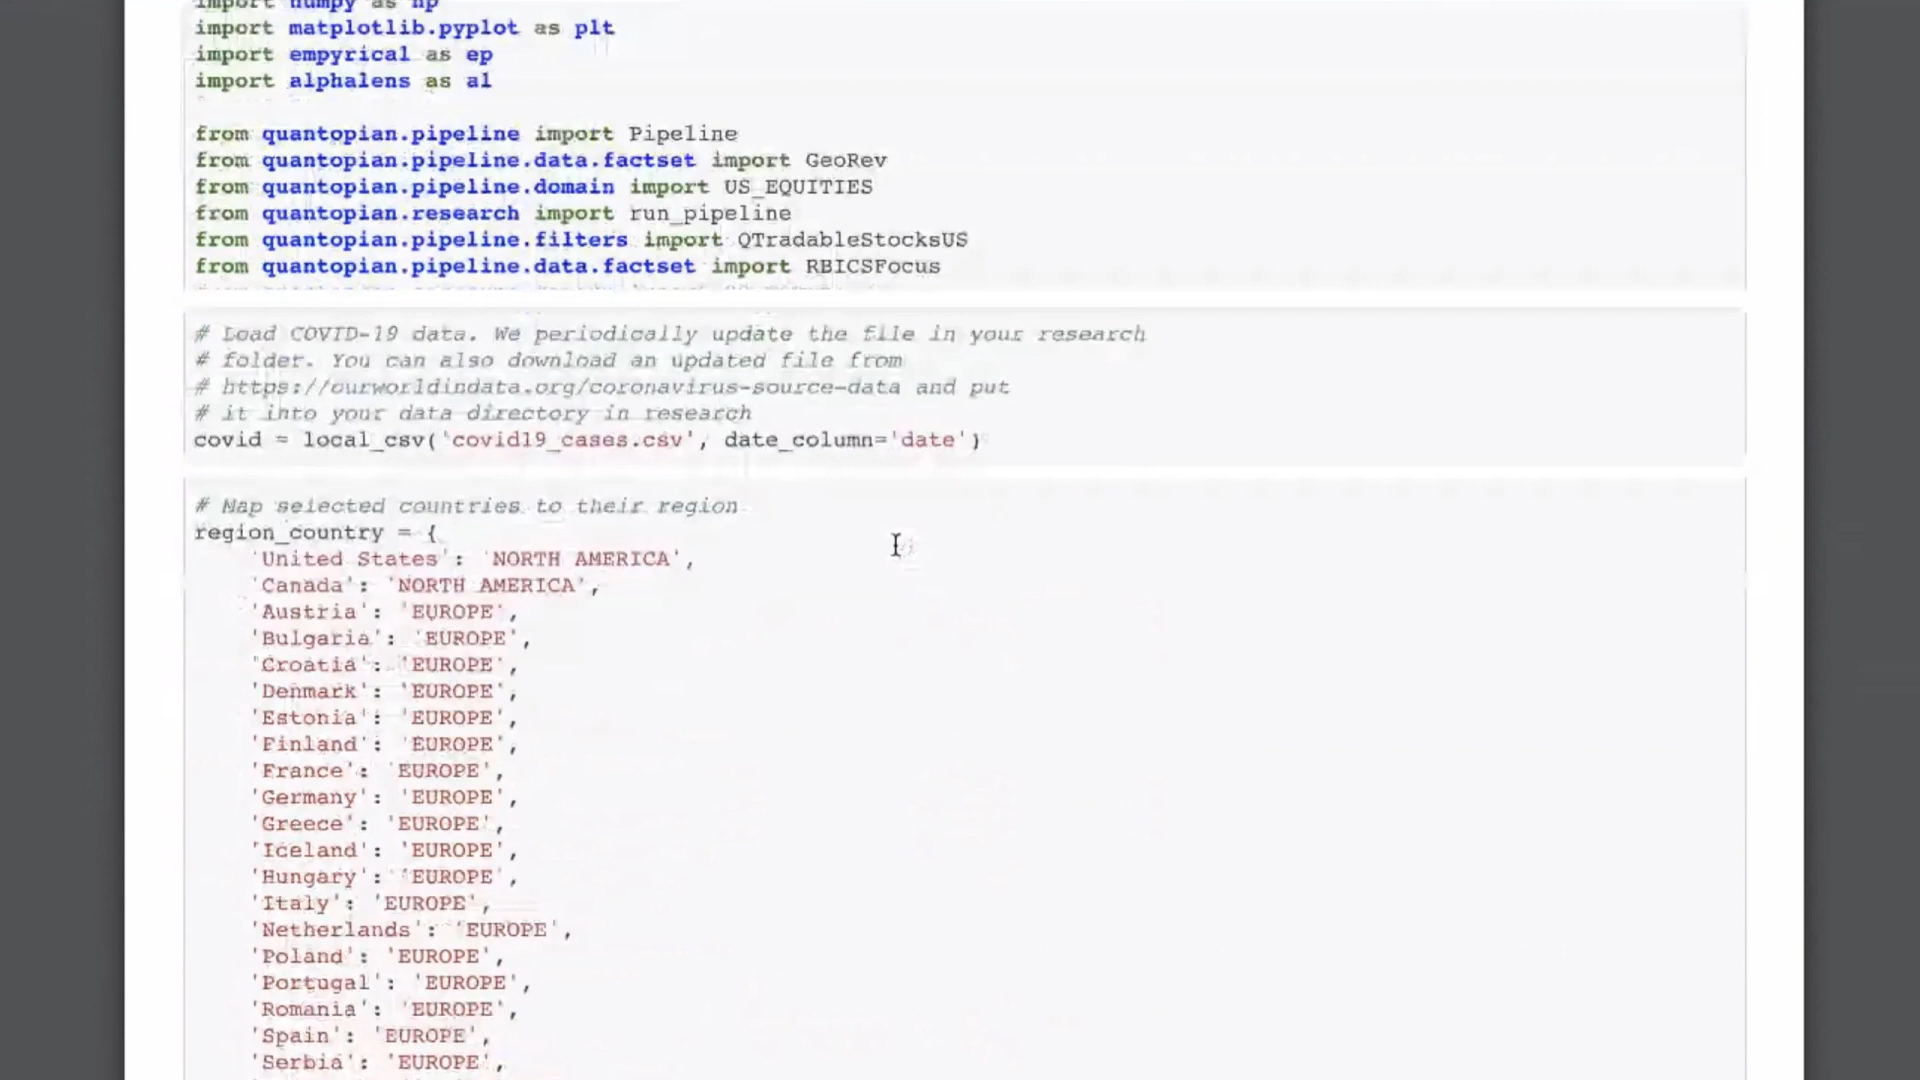 import numpy as np
import matplotlib.pyplot as plt
import empyrical as ep
import alphalens as al
from quantopian.pipeline import Pipeline
from quantopian.pipeline.data.factset import GeoRev
from quantopian.pipeline.domain import US_EQUITIES
from quantopian.research import run_pipeline
from quantopian.pipeline.filters import QTradableStocksUS
from quantopian.pipeline.data.factset import RBICSFocus
# Load COVID-19 data. We periodically update the file in your research
# folder. You can also download an updated file from
# https://ourworldindata.org/coronavirus-source-data and put
# it into your data directory in research
covid = local_csv('covid19_cases.csv', date_column='date')
# Map selected countries to their region
region_country = {
'United States': 'NORTH AMERICA',
'Canada': 'NORTH AMERICA',
'Austria': 'EUROPE',
'Bulgaria': 'EUROPE',
'Croatia': 'EUROPE',
'Denmark': 'EUROPE',
'Estonia': 'EUROPE',
'Finland': 'EUROPE',
'France': 'EUROPE',
'Germany': 'EUROPE',
'Greece': 'EUROPE',
'Iceland': 'EUROPE',
'Hungary': 'EUROPE',
'Italy': 'EUROPE',
'Netherlands': 'EUROPE',
'Poland': 'EUROPE',
'Portugal': 'EUROPE',
'Romania': 'EUROPE',
'Spain': 'EUROPE',
'Serbia': 'EUROPE',